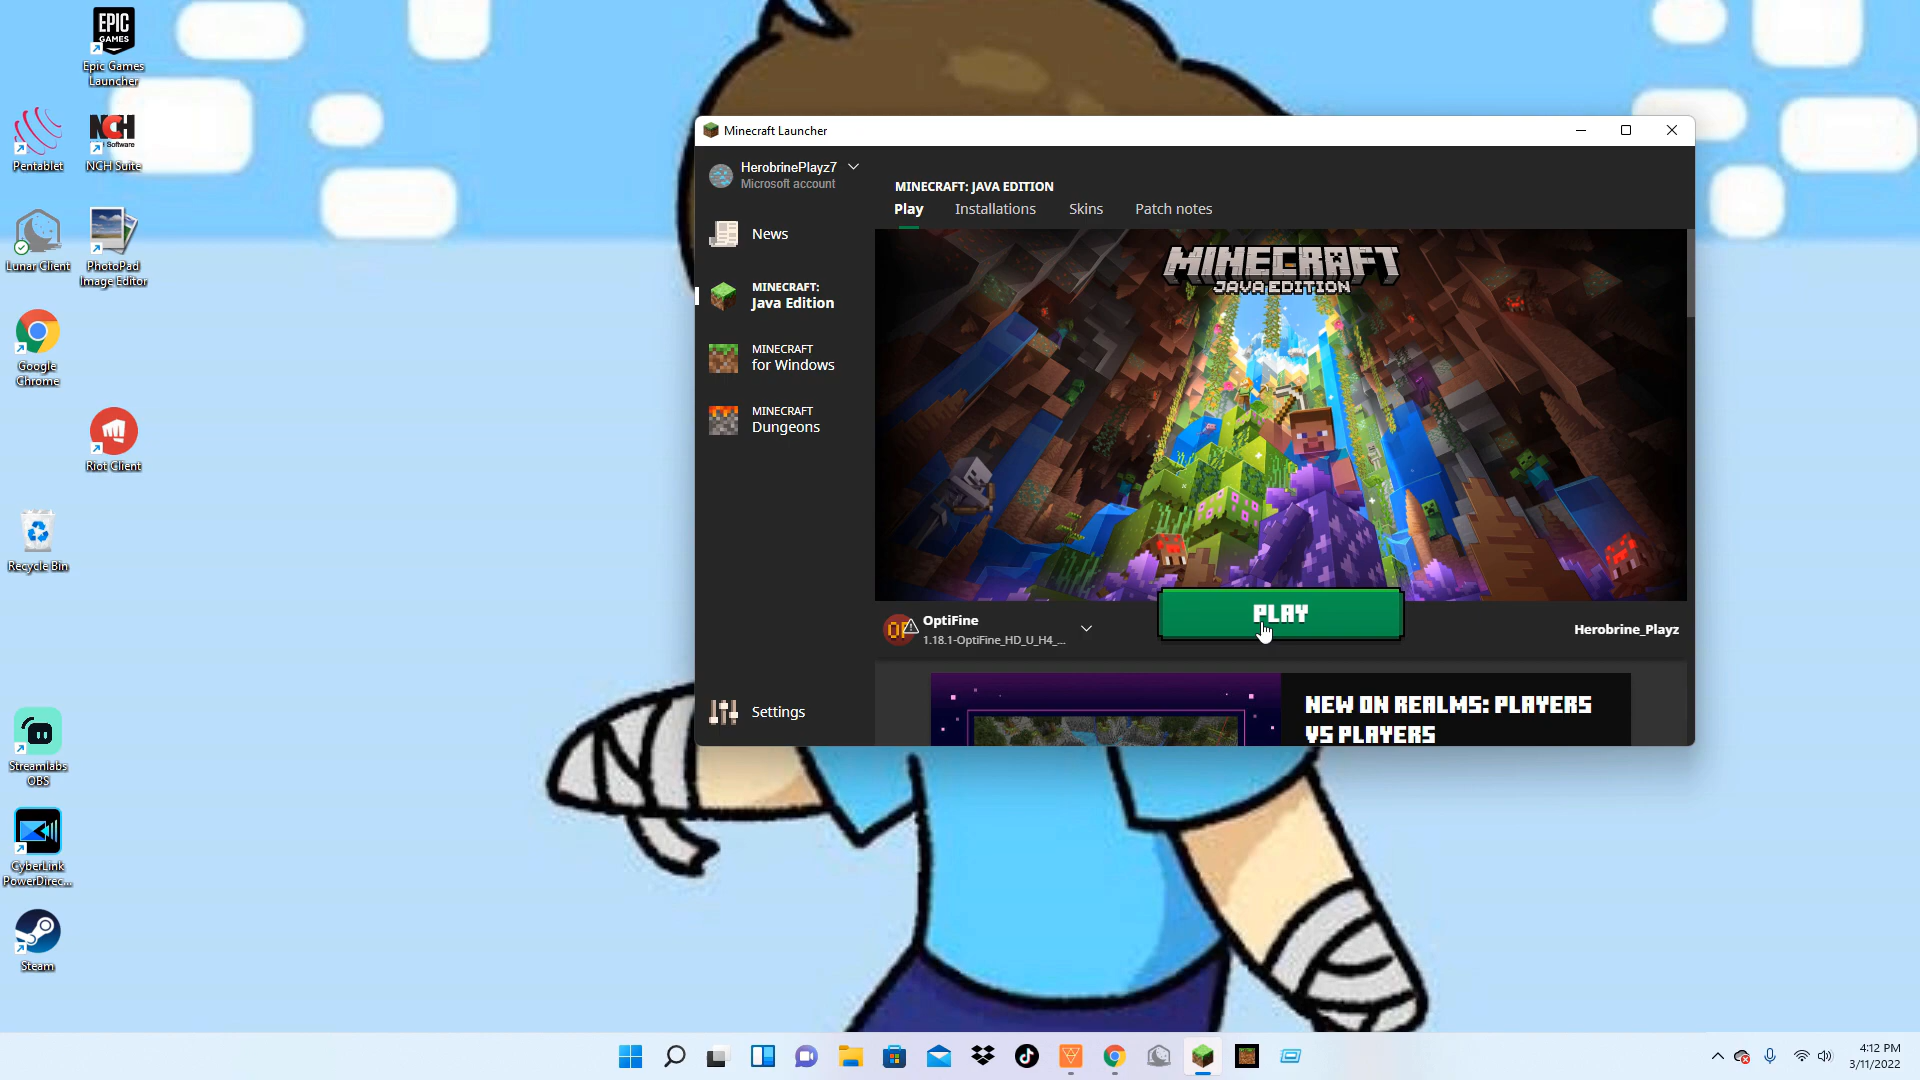 EPIC
GAMES
Epic Games
Launcher
Pentablet
NCH
Software
NCH Suite
Lunar Client
PhotoPad
Image Editor
Google
Chrome
Riot Client
Recycle Bin
Streamlabs
OBS
CyberLink
PowerDirec...
Steam
Minecraft Launcher
HerobrinePlayz7
Microsoft account
News
MINECRAFT:
Java Edition
MINECRAFT
for Windows
MINECRAFT
Dungeons
Settings
MINECRAFT: JAVA EDITION
Play Installations Skins Patch notes
MINECRAFT
JAVA EDITION
OptiFine
1.18.1-OptiFine_HD_U_H4_...
PLAY
Herobrine_Playz
NEW ON REALMS: PLAYERS
VS PLAYERS
4:12 PM
3/11/2022